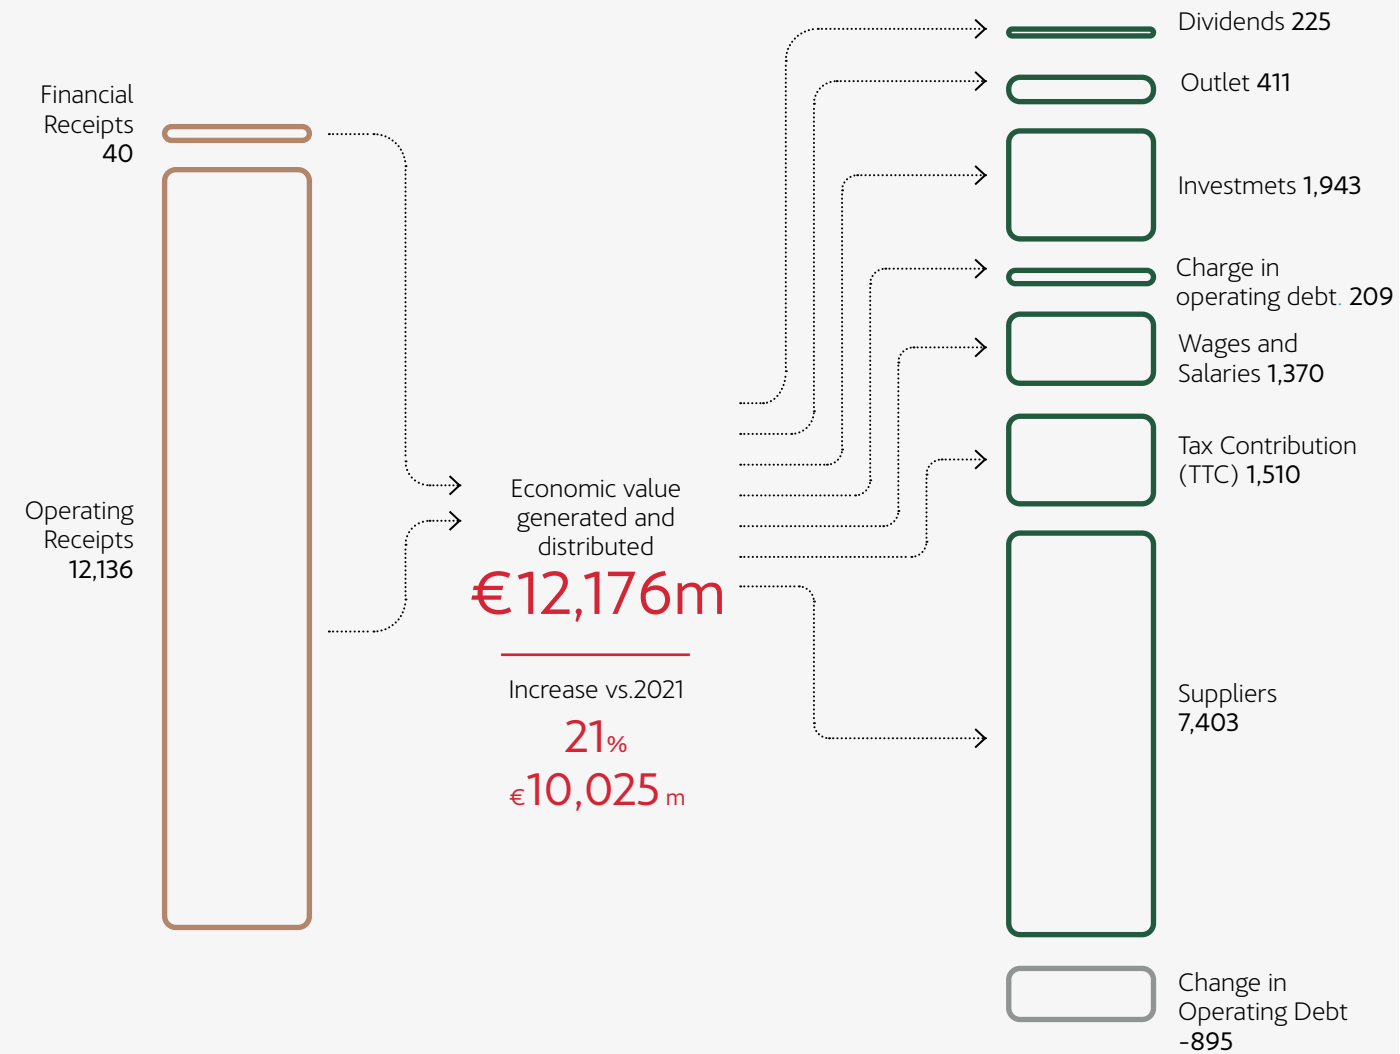 Financial
Receipts
40
Operating
Receipts
12,136
Economic value
generated and
distributed
€12,176m
Increase vs.2021
21%
€10,025 m
Dividends 225
Outlet 411
Investmets 1,943
Charge in
operating debt. 209
Wages and
Salaries 1,370
Tax Contribution
(TTC) 1,510
Suppliers
7,403
Change in
Operating Debt
-895